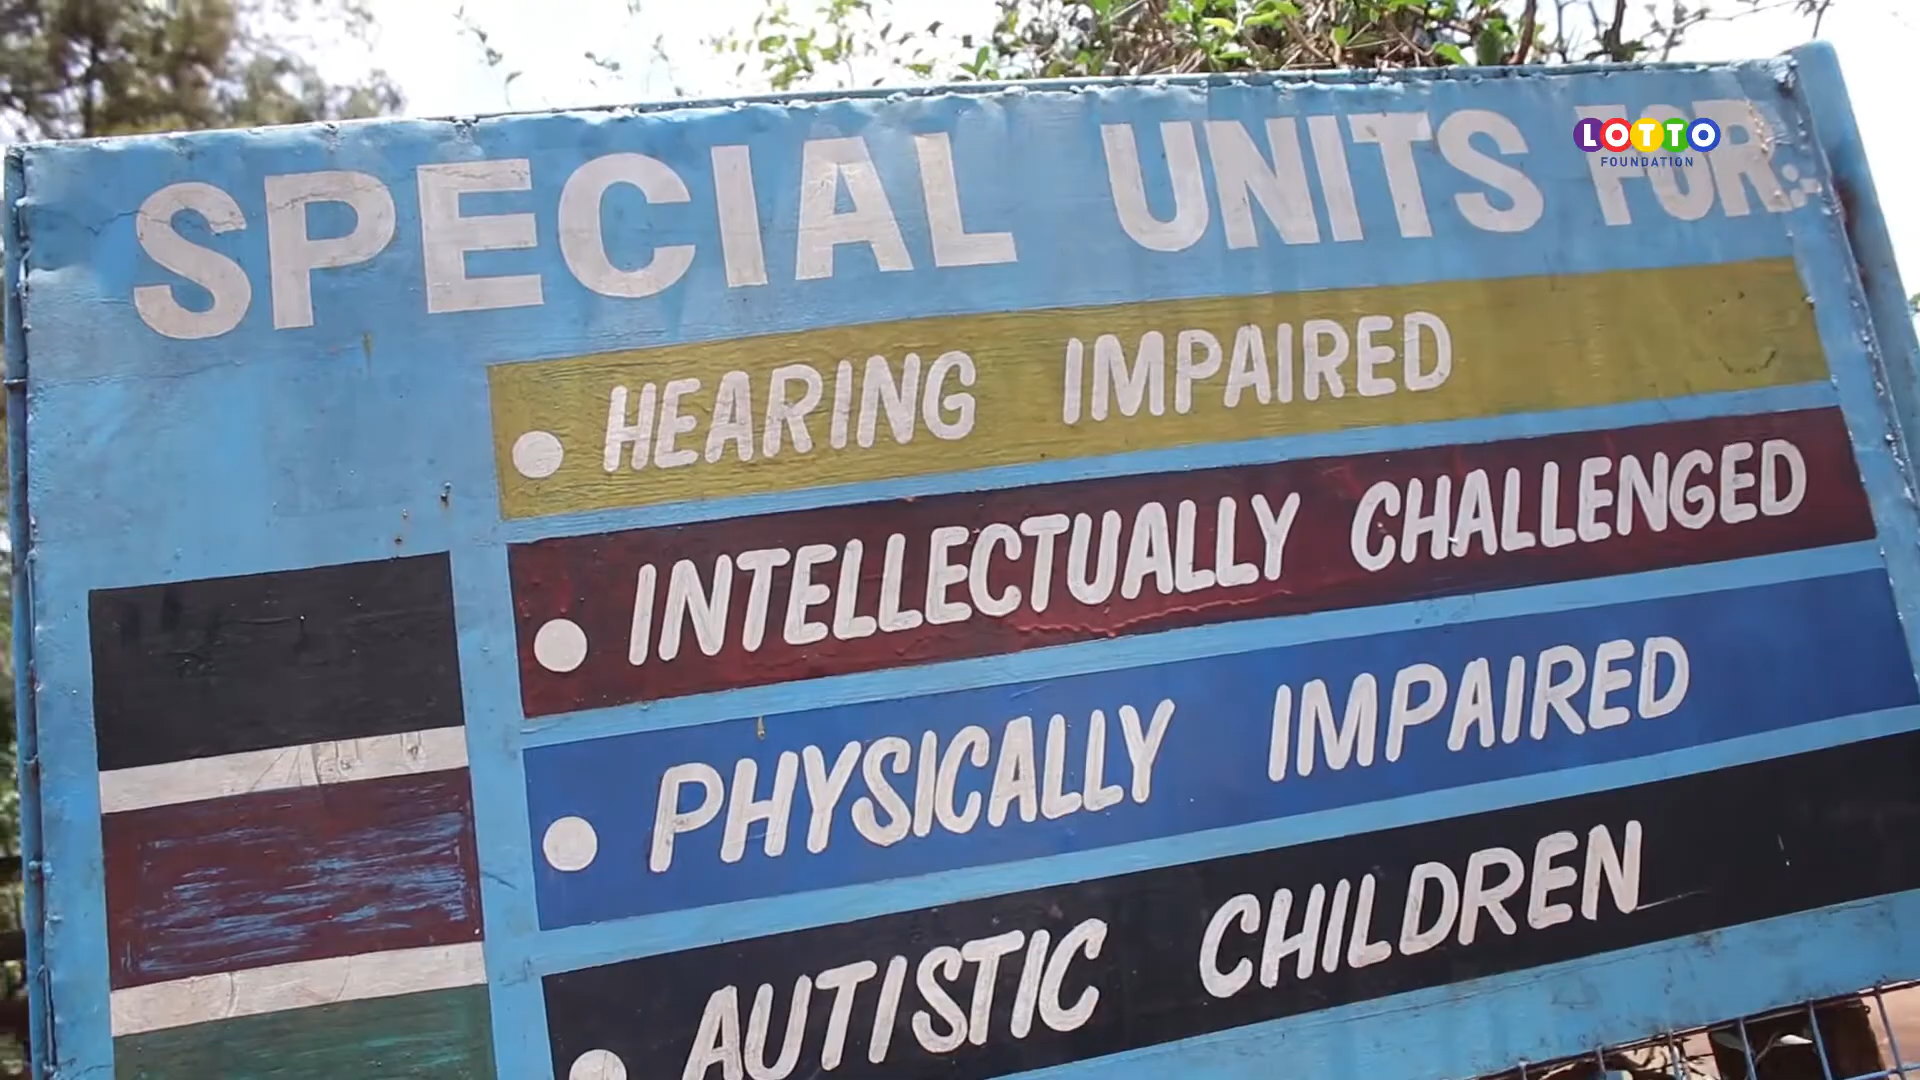 SPECIAL UNITS FOR:-
LOTTO
FOUNDATION
• HEARING IMPAIRED
• INTELLECTUALLY CHALLENGED
• PHYSICALLY IMPAIRED
• AUTISTIC CHILDREN